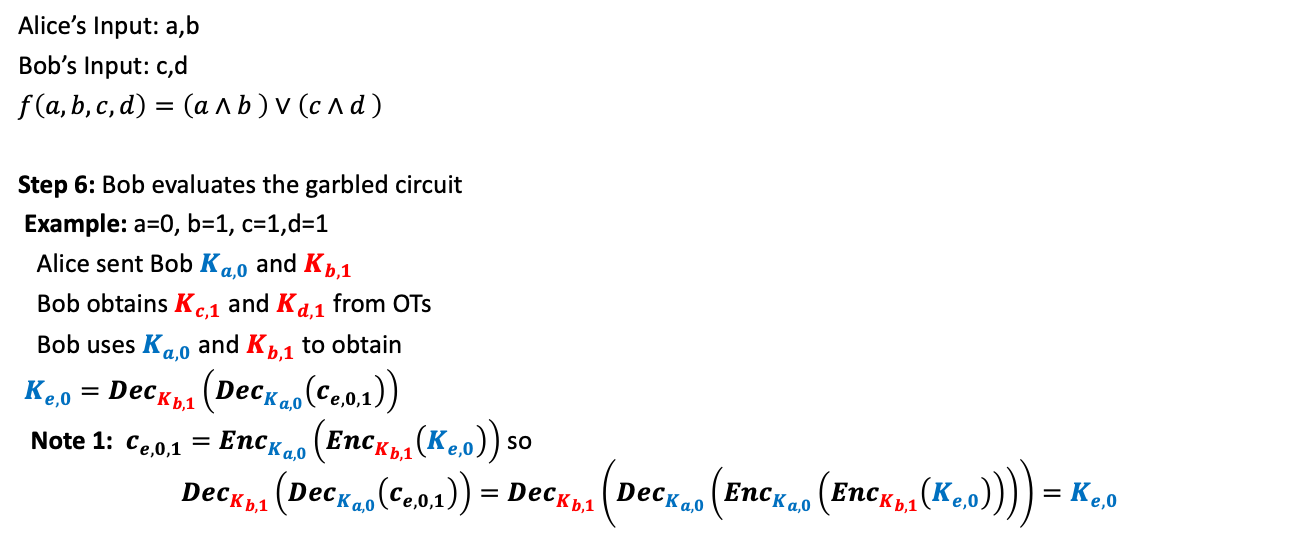 Alice’s Input: a,b
Bob’s Input: c,d
f(a, b, c, d) = (a ∧ b ) ∨ (c ∧ d )
Step 6: Bob evaluates the garbled circuit
Example: a=0, b=1, c=1,d=1
Alice sent Bob K_{a,0} and K_{b,1}
Bob obtains K_{c,1} and K_{d,1} from OTs
Bob uses K_{a,0} and K_{b,1} to obtain
K_{e,0} = Dec_{K_{b,1}}(Dec_{K_{a,0}}(c_{e,0,1}))
Note 1: c_{e,0,1} = Enc_{K_{a,0}}(Enc_{K_{b,1}}(K_{e,0})) so
Dec_{K_{b,1}}(Dec_{K_{a,0}}(c_{e,0,1})) = Dec_{K_{b,1}}(Dec_{K_{a,0}}(Enc_{K_{a,0}}(Enc_{K_{b,1}}(K_{e,0})))) = K_{e,0}